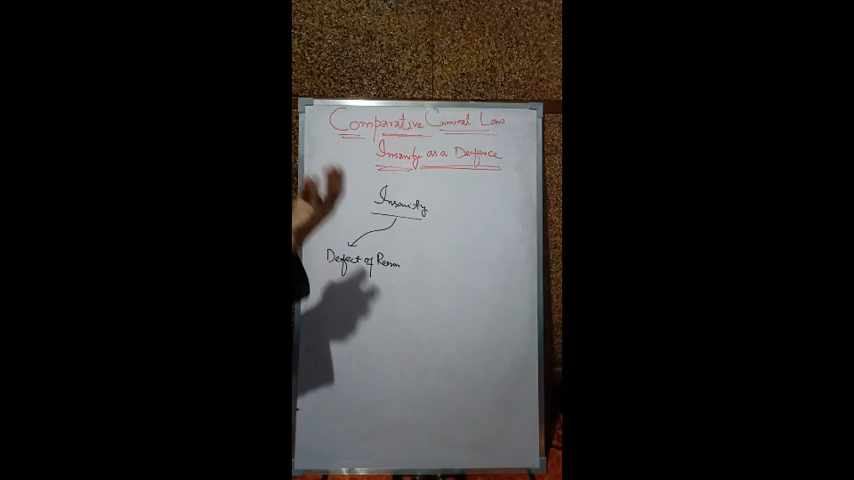 Comparative Criminal Law
Insanity as a Defence
Insanity
Defect of Reason